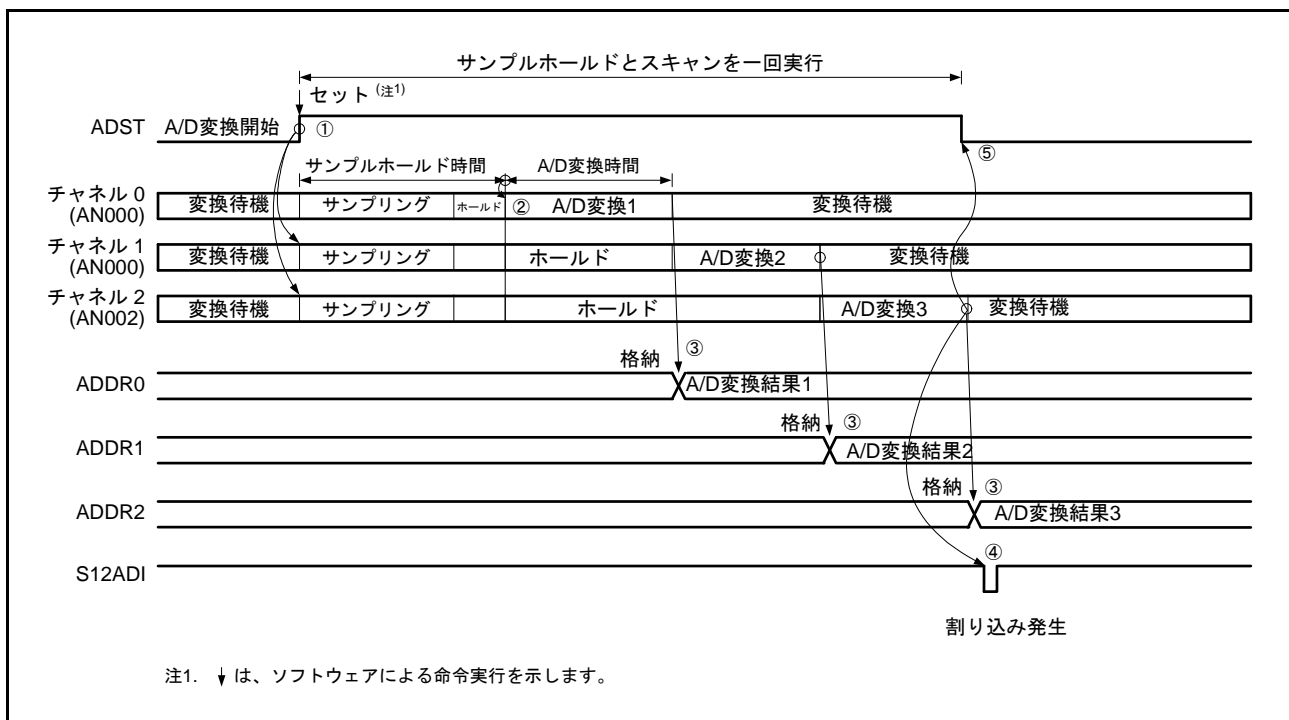 サンプルホールドとスキャンを一回実行
セット (注1)
ADST A/D変換開始 ① ⑤
サンプルホールド時間 A/D変換時間
チャネル 0
(AN000) 変換待機 サンプリング ホールド ② A/D変換1 変換待機
チャネル 1
(AN000) 変換待機 サンプリング ホールド A/D変換2 変換待機
チャネル 2
(AN002) 変換待機 サンプリング ホールド A/D変換3 変換待機
格納 ③
ADDR0 A/D変換結果1
格納 ③
ADDR1 A/D変換結果2
格納 ③
ADDR2 A/D変換結果3
④
S12ADI
割り込み発生
注1. ↓ は、ソフトウェアによる命令実行を示します。